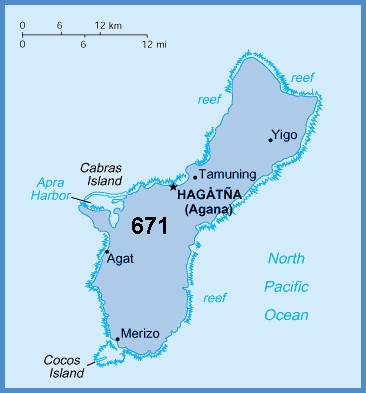 0 6 12 km
0 6 12 mi
reef
reef
Yigo
Cabras
Island
Tamuning
Apra
Harbor
HAGÅTÑA
(Agana)
671
Agat
North
Pacific
Ocean
reef
Merizo
Cocos
Island